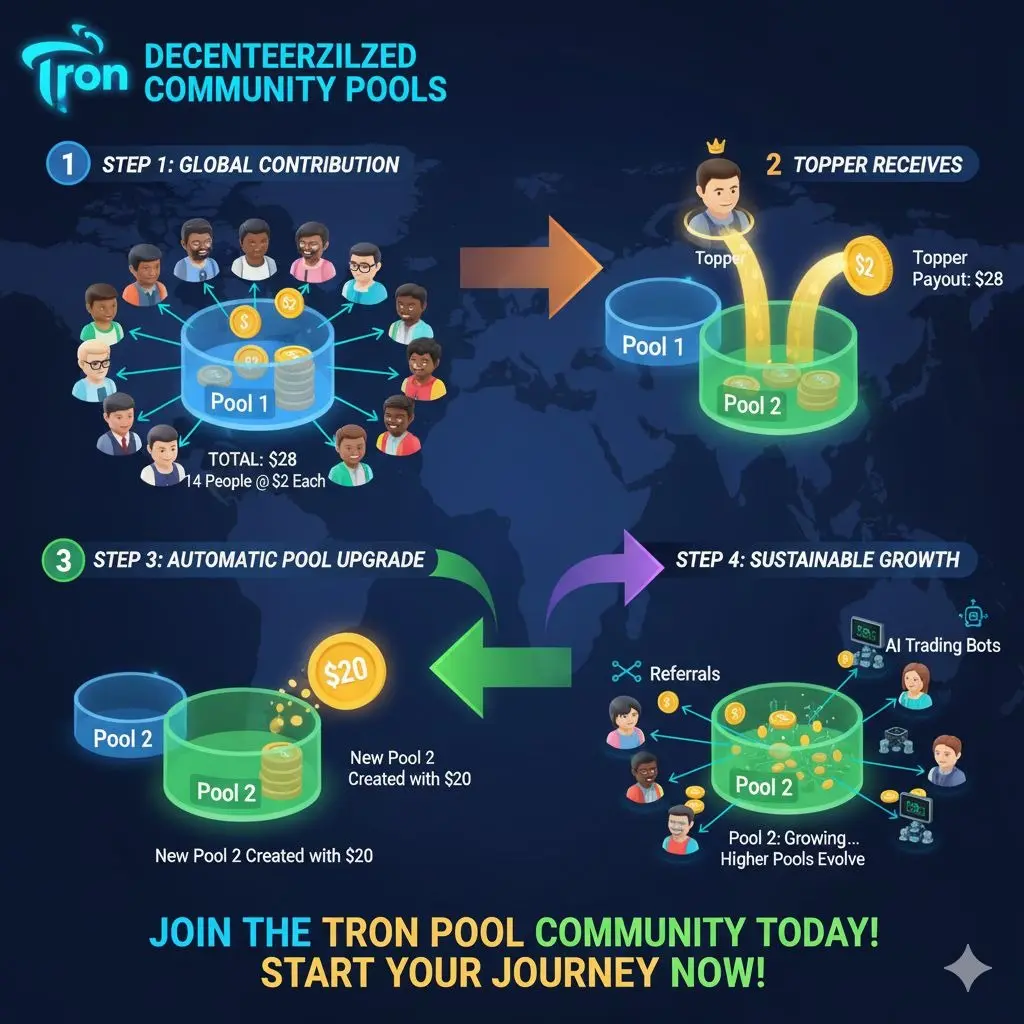 Tron
DECENTEERZILZED
COMMUNITY POOLS
1 STEP 1: GLOBAL CONTRIBUTION
$
$2
Pool 1
TOTAL: $28
14 People @ $2 Each
2 TOPPER RECEIVES
Topper
$2
Topper
Payout: $28
Pool 1
Pool 2
3 STEP 3: AUTOMATIC POOL UPGRADE
$20
Pool 2
Pool 2
New Pool 2
Created with $20
New Pool 2 Created with $20
STEP 4: SUSTAINABLE GROWTH
AI Trading Bots
Referrals
Pool 2
Pool 2: Growing...
Higher Pools Evolve
JOIN THE TRON POOL COMMUNITY TODAY!
START YOUR JOURNEY NOW!